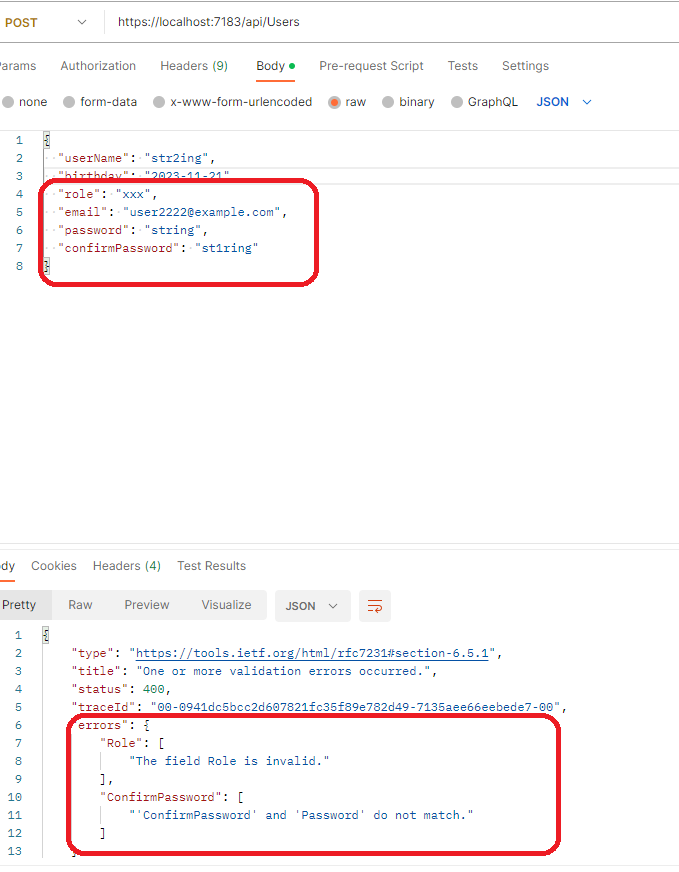 POST https://localhost:7183/api/Users
arams Authorization Headers (9) Body Pre-request Script Tests Settings
none form-data x-www-form-urlencoded raw binary GraphQL JSON
1 {
2 "userName": "str2ing",
3 "birthday": "2023-11-21"
4 "role": "xxx",
5 "email": "user2222@example.com",
6 "password": "string",
7 "confirmPassword": "st1ring"
8 }
dy Cookies Headers (4) Test Results
Pretty Raw Preview Visualize JSON
1 {
2 "type": "https://tools.ietf.org/html/rfc7231#section-6.5.1",
3 "title": "One or more validation errors occurred.",
4 "status": 400,
5 "traceId": "00-0941dc5bcc2d607821fc35f89e782d49-7135aee66eebede7-00",
6 errors": {
7 "Role": [
8 "The field Role is invalid."
9 ],
10 "ConfirmPassword": [
11 "'ConfirmPassword' and 'Password' do not match."
12 ]
13